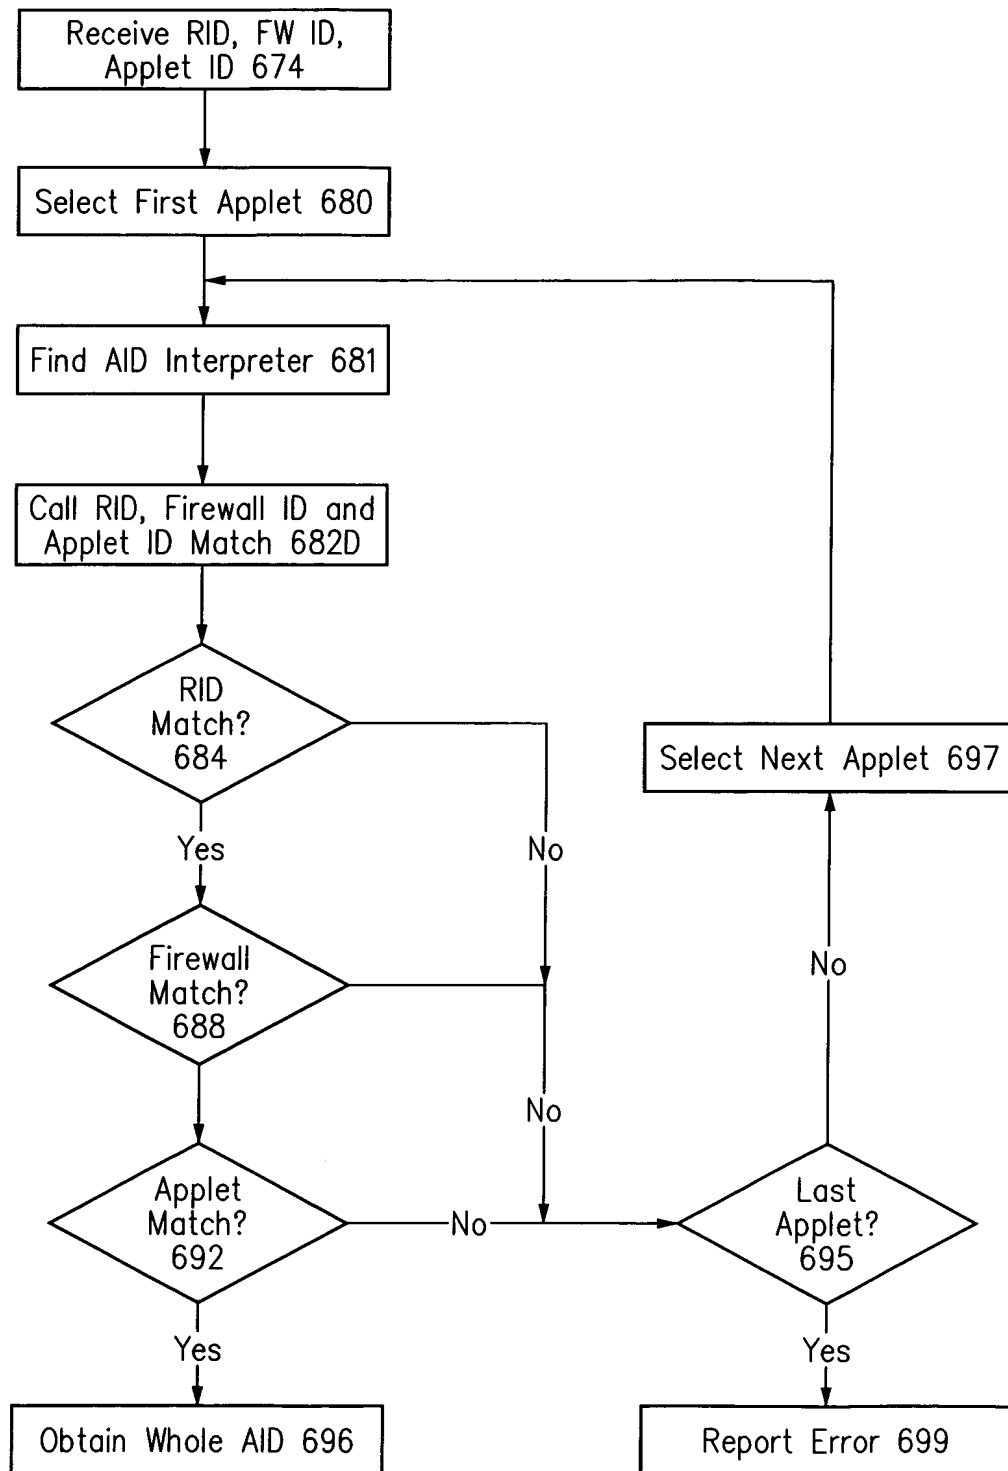 Receive RID, FW ID,
Applet ID 674
Select First Applet 680
Find AID Interpreter 681
Call RID, Firewall ID and
Applet ID Match 682D
RID
Match?
684
Select Next Applet 697
Yes
No
Firewall
Match?
688
No
No
Applet
Match?
692
No
Last
Applet?
695
Yes
Yes
Obtain Whole AID 696
Report Error 699